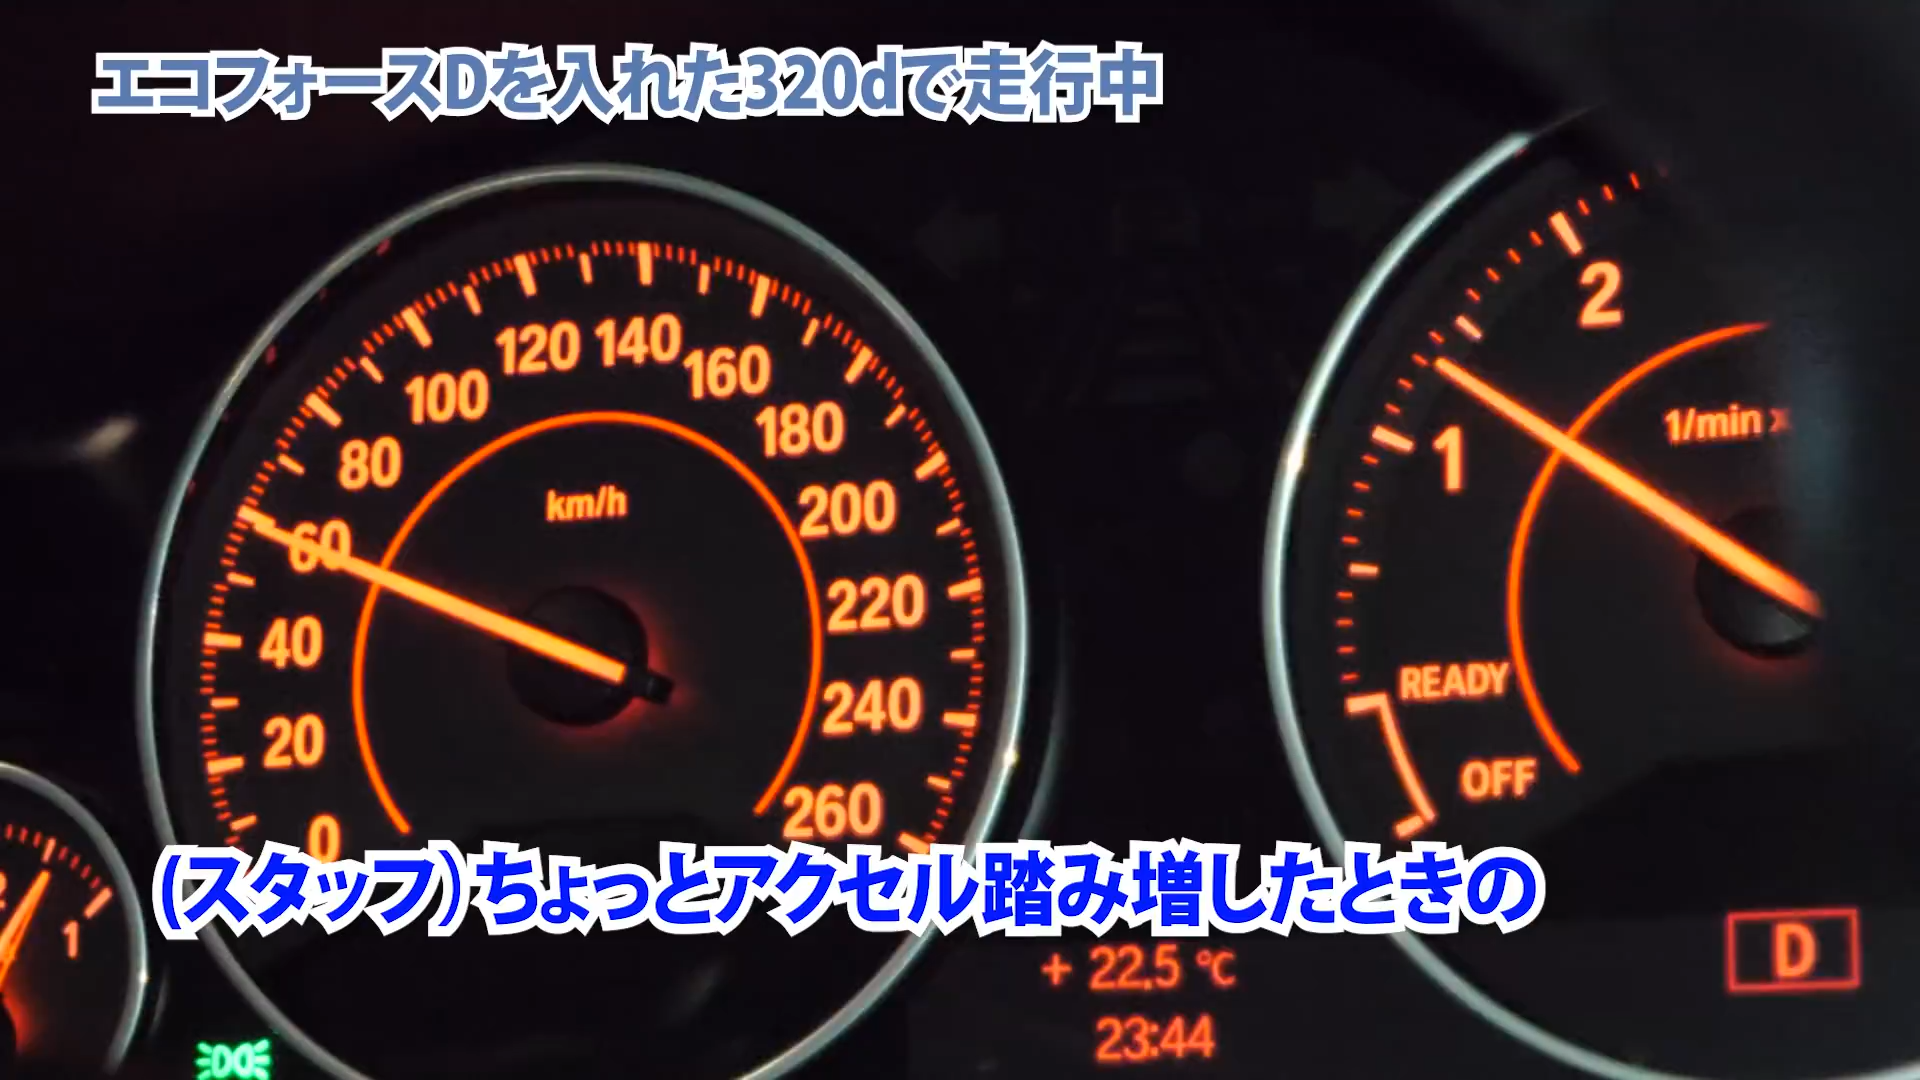 エコフォースDを入れた320dで走行中
120 140
100 160
80 180
km/h
60 200
40 220
20 240
0 260
2
1
1/min x
READY
OFF
(スタッフ)ちょっとアクセル踏み増したときの
1
D
+ 22.5 °C
23:44